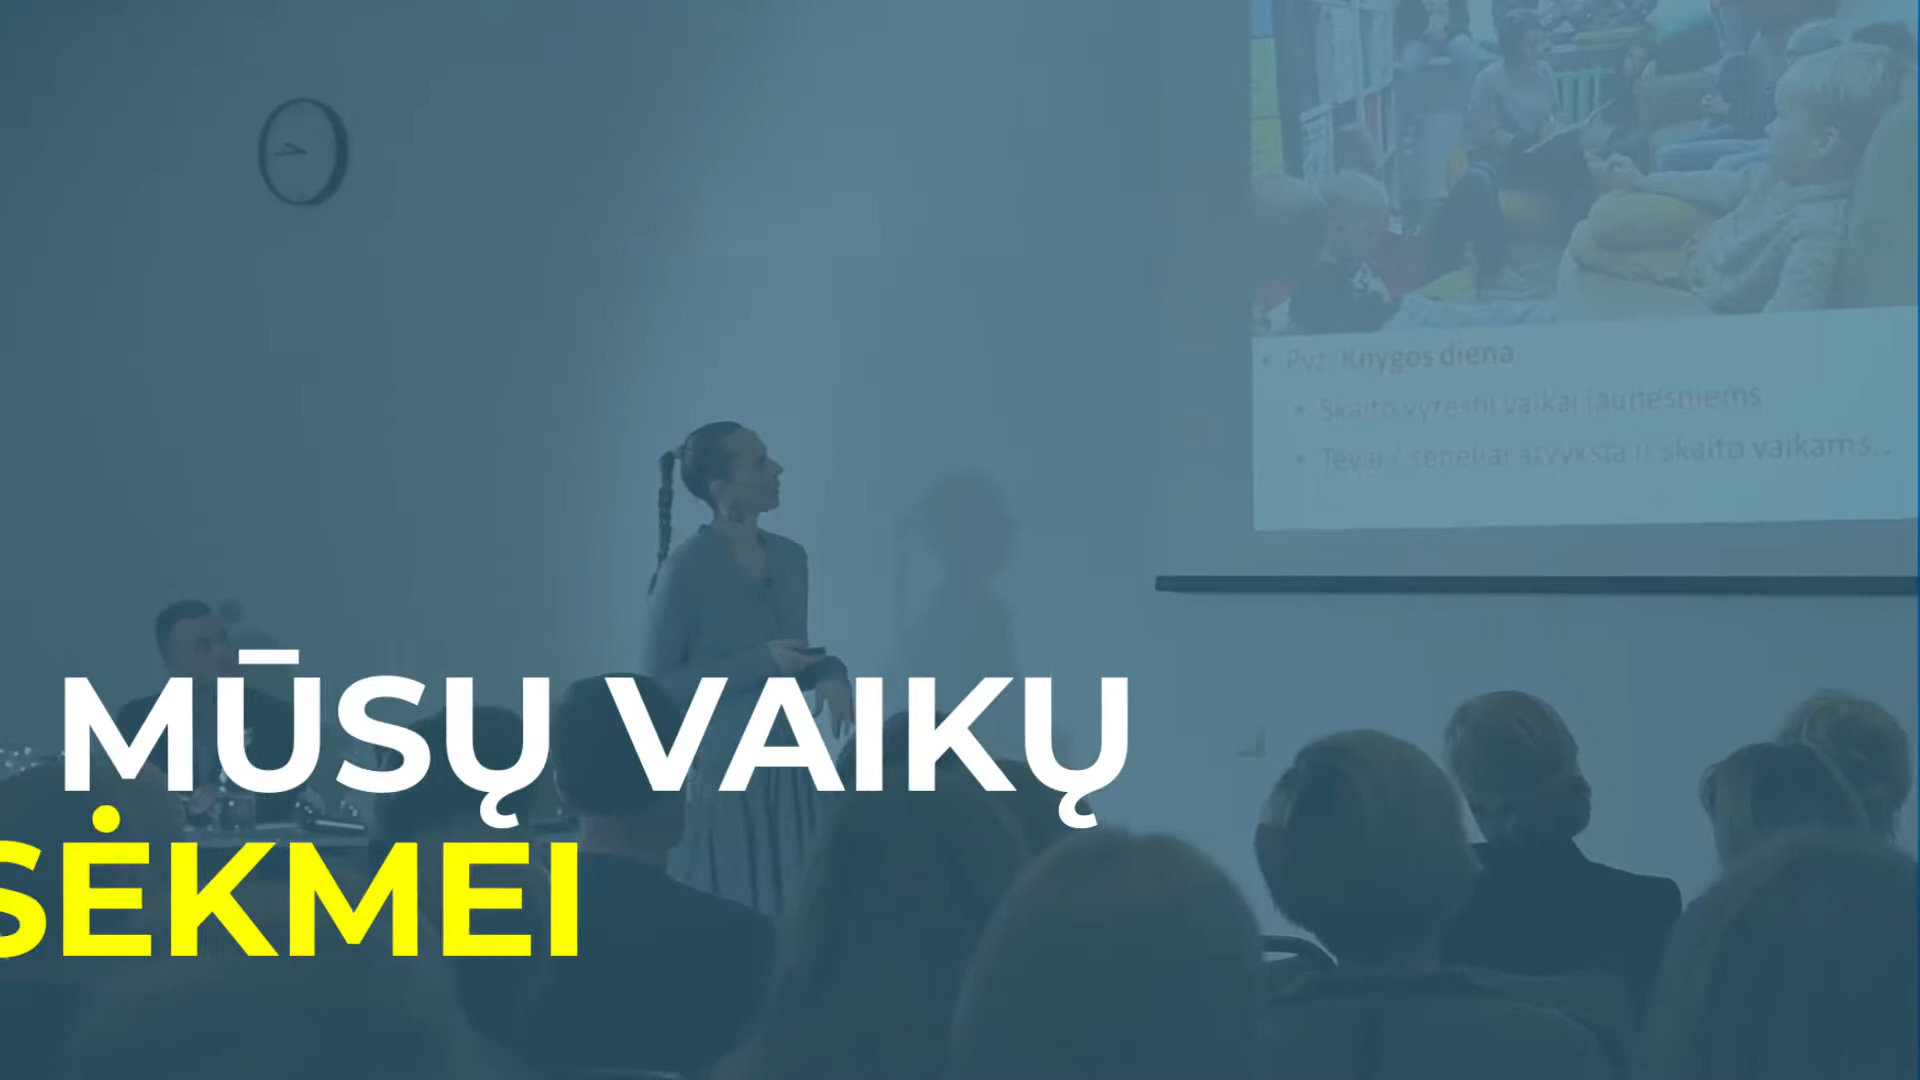 • Pvz. Knygos diena
• Skaito vyresni vaikai jaunesniems
• Tėvai / seneliai atvyksta ir skaito vaikams...
MŪSŲ VAIKŲ
SĖKMEI